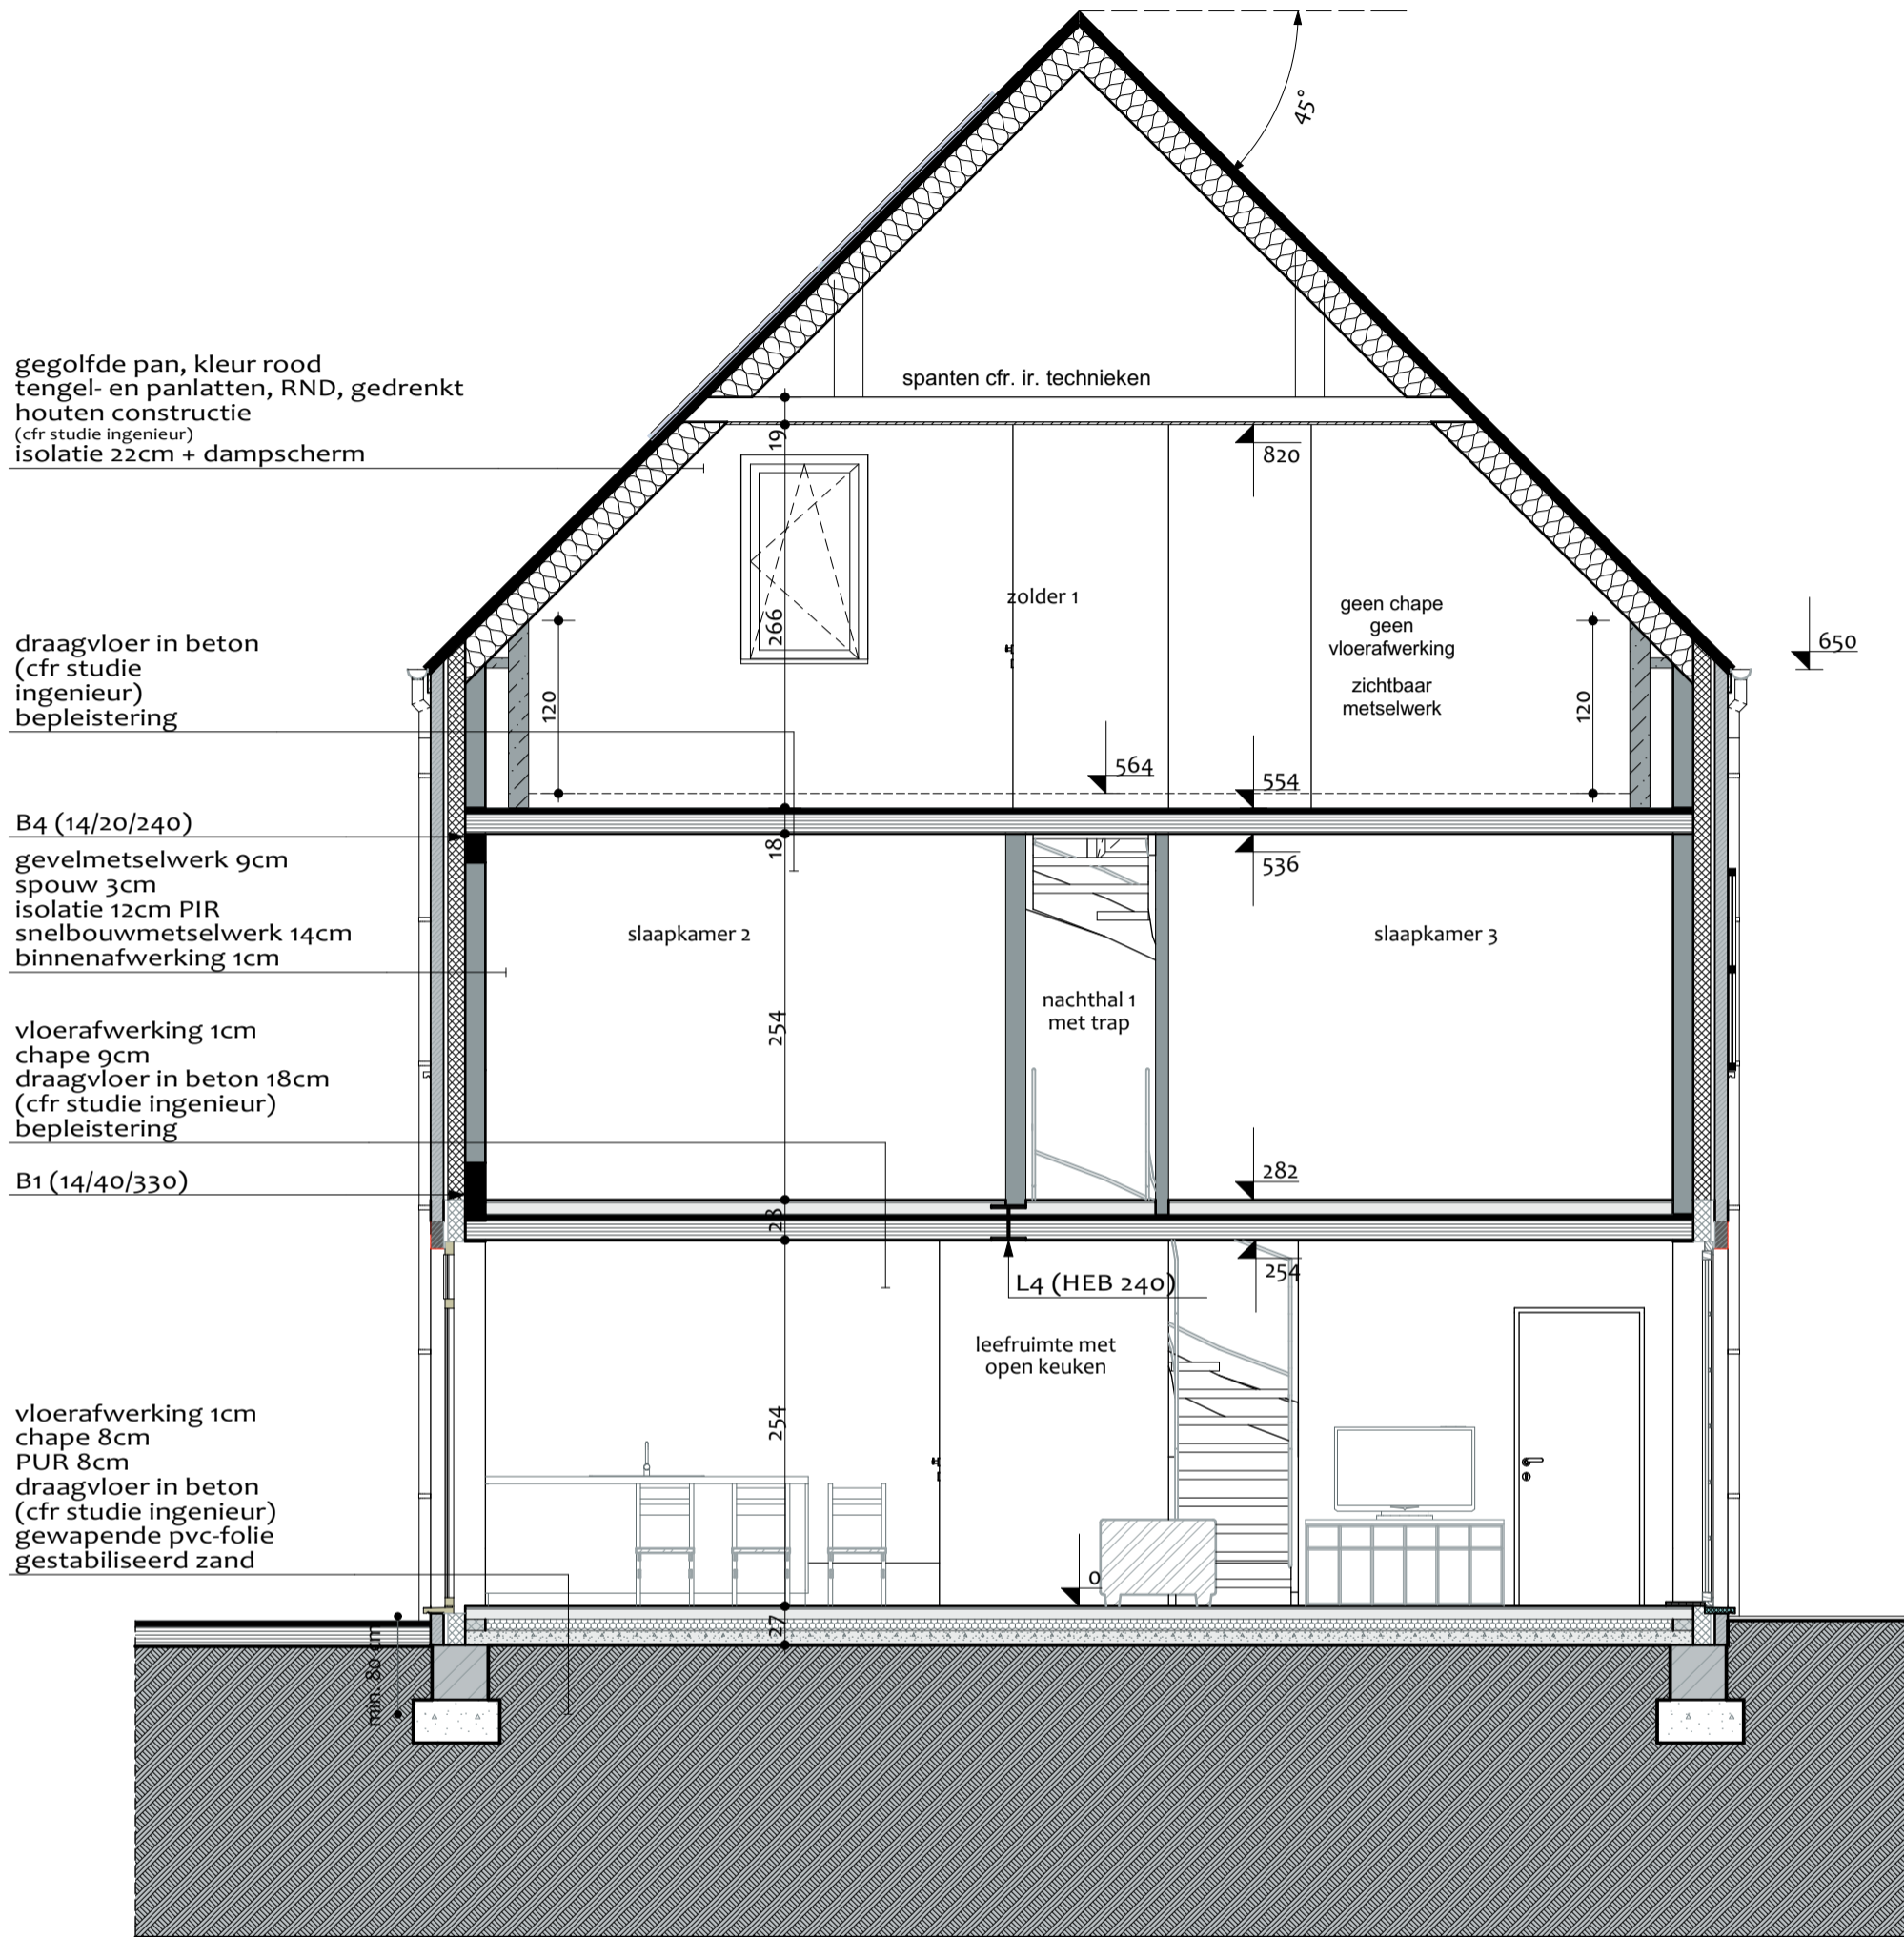 45°
gegolfde pan, kleur rood
tengel- en panlatten, RND, gedrenkt
houten constructie
(cfr studie ingenieur)
isolatie 22cm + dampscherm
spanten cfr. ir. technieken
19
820
zolder 1
266
geen chape
geen
vloerafwerking
zichtbaar
metselwerk
650
draagvloer in beton
(cfr studie
ingenieur)
bepleistering
120
120
564
554
B4 (14/20/240)
18
536
gevelmetselwerk 9cm
spouw 3cm
isolatie 12cm PIR
snelbouwmetselwerk 14cm
binnenafwerking 1cm
slaapkamer 2
slaapkamer 3
nachthal 1
met trap
254
vloerafwerking 1cm
chape 9cm
draagvloer in beton 18cm
(cfr studie ingenieur)
bepleistering
B1 (14/40/330)
282
28
254
L4 (HEB 240)
leefruimte met
open keuken
254
vloerafwerking 1cm
chape 8cm
PUR 8cm
draagvloer in beton
(cfr studie ingenieur)
gewapende pvc-folie
gestabiliseerd zand
0
27
min. 80 cm